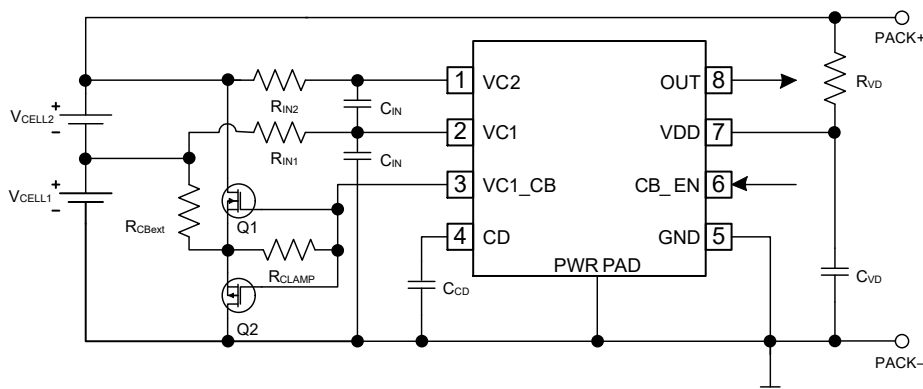 PACK+
RIN2
CIN
1 VC2
OUT 8
RVD
VCELL2
+
–
RIN1
CIN
2 VC1
VDD 7
VCELL1
+
–
RCBext
Q1
3 VC1_CB
CB_EN 6
RCLAMP
4 CD
GND 5
Q2
CCD
PWR PAD
CVD
PACK–